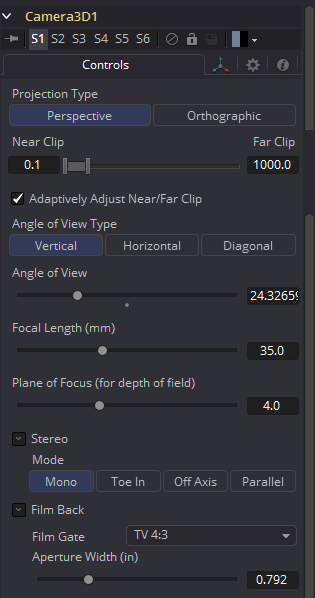 Camera3D1
S1 S2 S3 S4 S5 S6
Controls
Projection Type
Perspective Orthographic
Near Clip Far Clip
0.1 1000.0
Adaptively Adjust Near/Far Clip
Angle of View Type
Vertical Horizontal Diagonal
Angle of View
24.32659
Focal Length (mm)
35.0
Plane of Focus (for depth of field)
4.0
Stereo
Mode
Mono Toe In Off Axis Parallel
Film Back
Film Gate TV 4:3
Aperture Width (in)
0.792